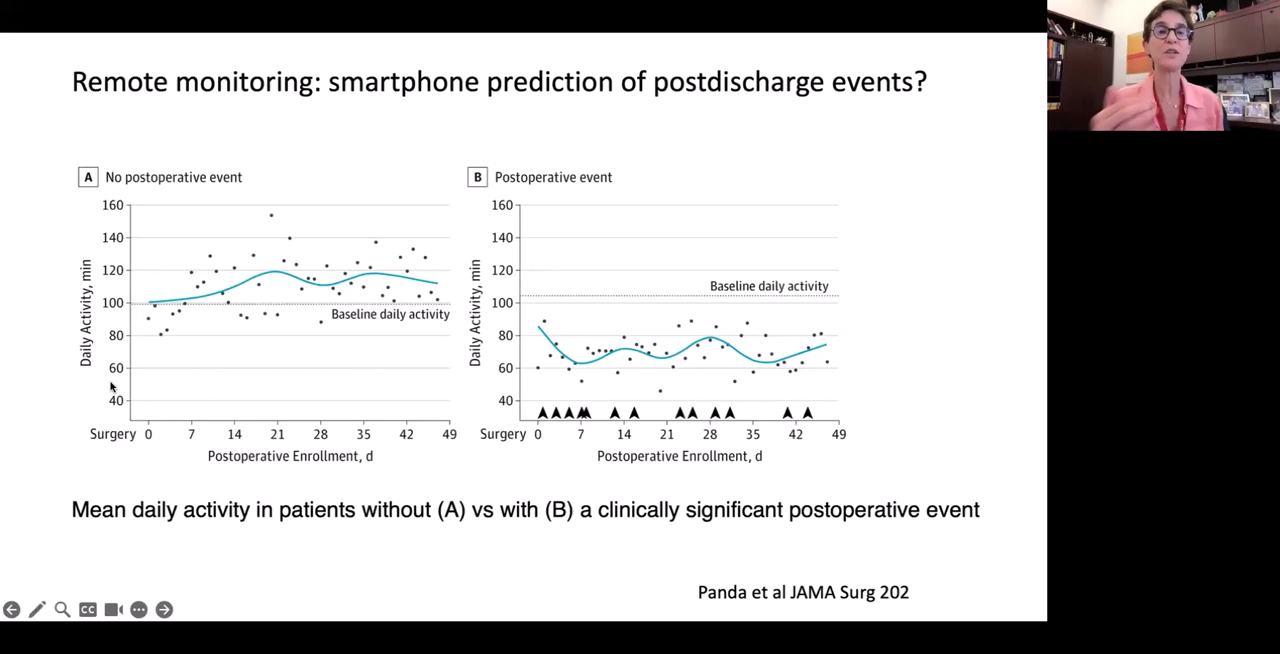 Remote monitoring: smartphone prediction of postdischarge events?
A No postoperative event
160
140
120
100
80
60
40
Daily Activity, min
Baseline daily activity
Surgery 0 7 14 21 28 35 42 49
Postoperative Enrollment, d
B Postoperative event
160
140
120
100
80
60
40
Daily Activity, min
Baseline daily activity
Surgery 0 7 14 21 28 35 42 49
Postoperative Enrollment, d
Mean daily activity in patients without (A) vs with (B) a clinically significant postoperative event
Panda et al JAMA Surg 202
CC